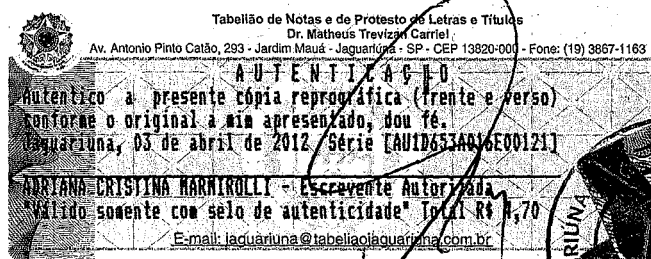 Tabelião de Notas e de Protesto de Letras e Títulos
Dr. Matheus Trevizan Carriel
Av. Antonio Pinto Catão, 293 - Jardim Mauá - Jaguariúna - SP - CEP 13820-000 - Fone: (19) 3867-1163
AUTENTICAÇÃO
Autentico a presente cópia reprográfica (frente e verso)
conforme o original a mim apresentado, dou fé.
Jaguariuna, 03 de abril de 2012 Série
ADRIANA CRISTINA MARMIROLLI - Escrevente Autorizada
"Válido somente com selo de autenticidade" Total R$
E-mail: jaguariuna@tabeliaojaguariuna.com.br
RIUNA